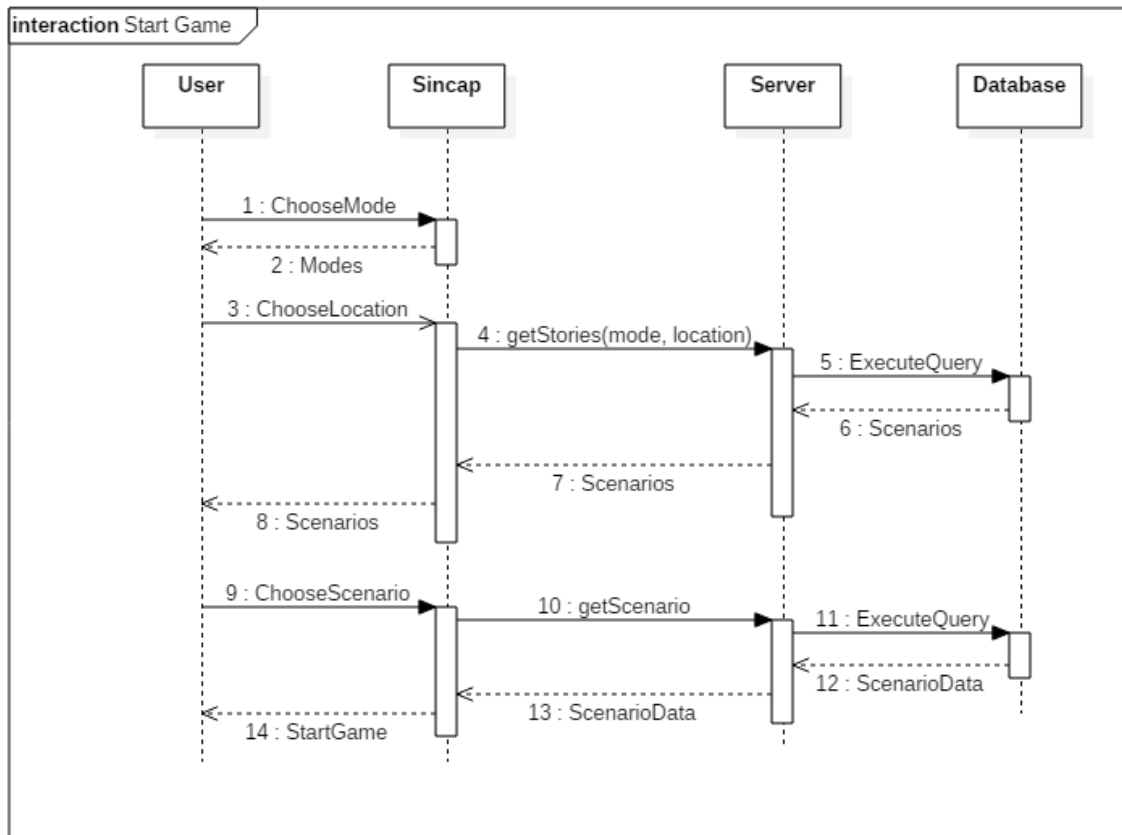 interaction Start Game
User
Sincap
Server
Database
1 : ChooseMode
2 : Modes
3 : ChooseLocation
4 : getStories(mode, location)
5 : ExecuteQuery
6 : Scenarios
7 : Scenarios
8 : Scenarios
9 : ChooseScenario
10 : getScenario
11 : ExecuteQuery
12 : ScenarioData
13 : ScenarioData
14 : StartGame